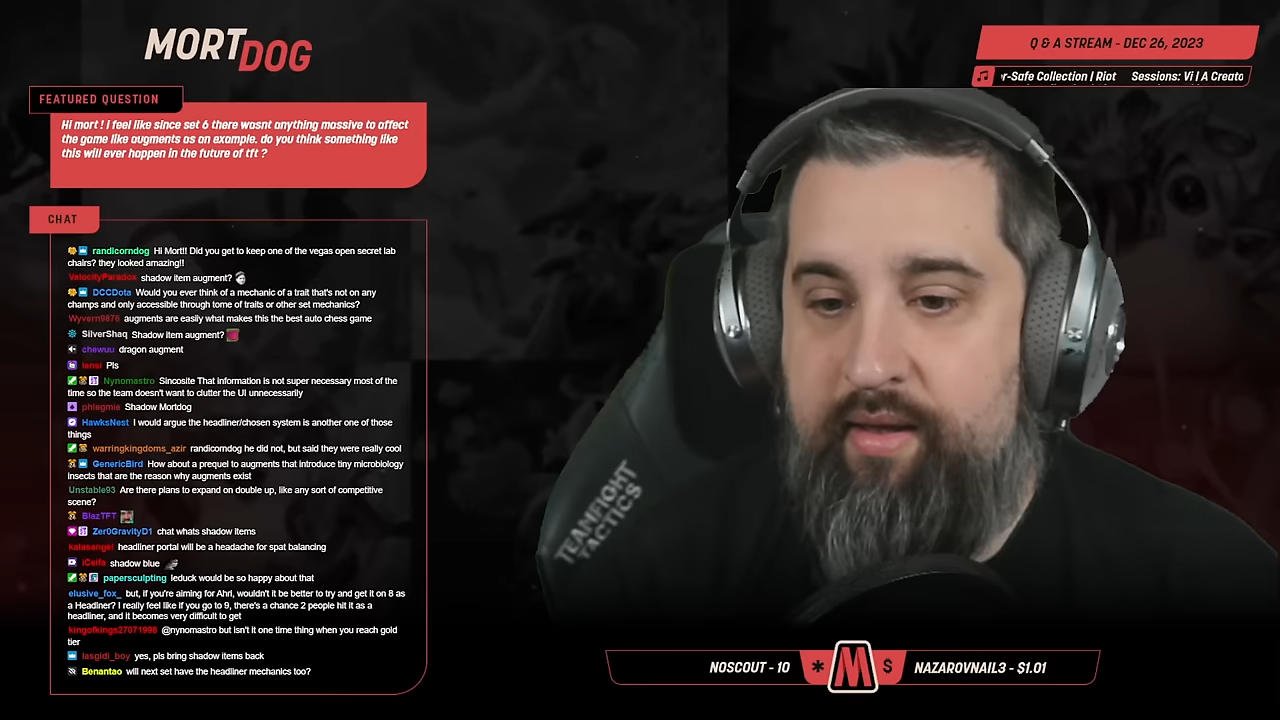 MORTDOG
Q & A STREAM - DEC 26, 2023
r-Safe Collection | Riot Sessions: Vi | A Creato
FEATURED QUESTION
Hi mort ! i feel like since set 6 there wasnt anything massive to affect
the game like augments as an example. do you think something like
this will ever happen in the future of tft ?
CHAT
randicorndog Hi Mort!! Did you get to keep one of the vegas open secret lab
chairs? they looked amazing!!
VelocityParadox shadow item augment?
DCCDota Would you ever think of a mechanic of a trait that's not on any
champs and only accessible through tome of traits or other set mechanics?
Wyvern9876 augments are easily what makes this the best auto chess game
SilverShaq Shadow item augment?
chewuu dragon augment
iansi Pls
Nynomastro Sincosite That information is not super necessary most of the
time so the team doesn't want to clutter the UI unnecessarily
phlegmie Shadow Mortdog
HawksNest I would argue the headliner/chosen system is another one of those
things
warringkingdoms_azir randicorndog he did not, but said they were really cool
GenericBird How about a prequel to augments that introduce tiny microbiology
insects that are the reason why augments exist
Unstable93 Are there plans to expand on double up, like any sort of competitive
scene?
BlazTFT
Zer0GravityD1 chat whats shadow items
headliner portal will be a headache for spat balancing
iCeifa shadow blue
papersculpting leduck would be so happy about that
elusive_fox_ but, if you're aiming for Ahri, wouldn't it be better to try and get it on 8 as
a Headliner? I really feel like if you go to 9, there's a chance 2 people hit it as a
headliner, and it becomes very difficult to get
kingofkings27071998 @nynomastro but isn't it one time thing when you reach gold
tier
lasgidi_boy yes, pls bring shadow items back
Benantao will next set have the headliner mechanics too?
TEAMFIGHT
TACTICS
NOSCOUT - 10 * M $ NAZAROVNAIL3 - $1.01